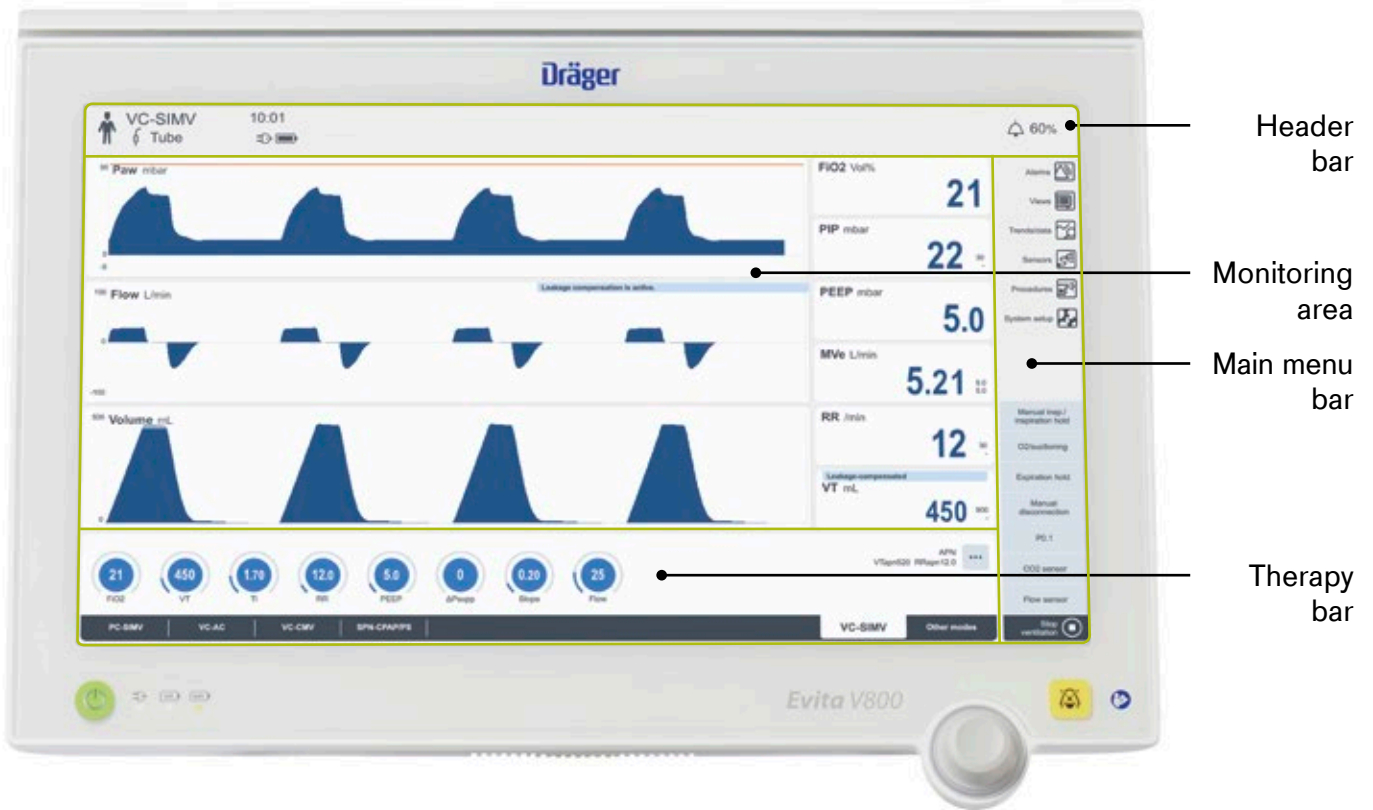 Dräger
VC-SIMV
10:01
Tube
60%
Header
bar
Paw mbar
0
FiO2 Vol%
21
Alarms
Views
PIP mbar
22
Trends/data
Sensors
Monitoring
area
Flow L/min
Leakage compensation is active.
0
-100
PEEP mbar
5.0
Procedures
System setup
MVe L/min
5.21
Main menu
bar
Volume mL
0
RR /min
12
Leakage-compensated
VT mL
450
Manual insp./
inspiration hold
O2/suctioning
Expiration hold
Manual
disconnection
P0.1
CO2 sensor
Flow sensor
21 450 1.70 12.0 5.0 0 0.20 25
FiO2 VT Ti RR PEEP ΔPsupp Slope Flow
APN
VTapn520 RRapn12.0
...
Therapy
bar
PC-SIMV VC-AC VC-CMV SPN-CPAP/PS VC-SIMV Other modes
Stop
ventilation
Evita V800